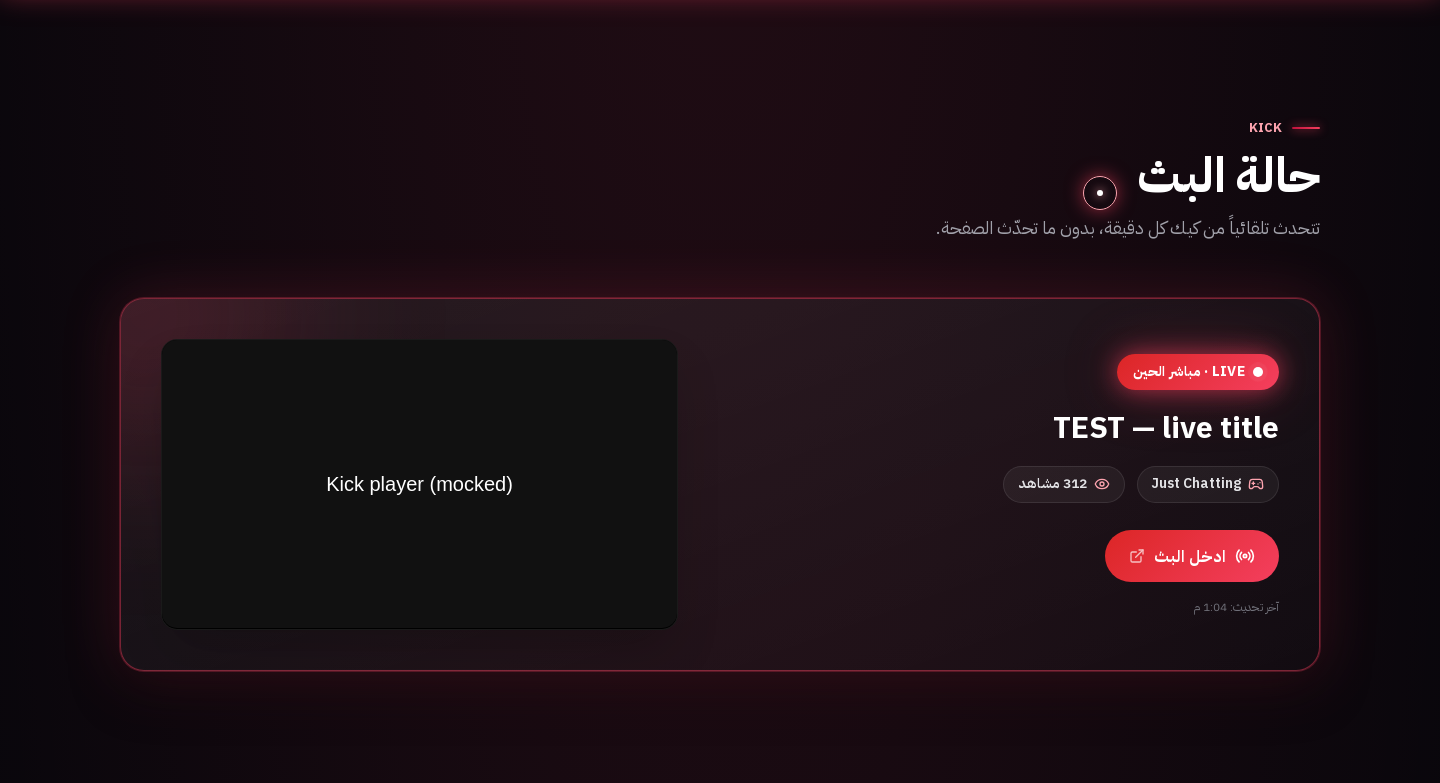 KICK
حالة البث
تتحدث تلقائياً من كيك كل دقيقة، بدون ما تحدّث الصفحة.
LIVE · مباشر الحين
TEST — live title
Just Chatting
312 مشاهد
ادخل البث
آخر تحديث: 1:04 م
Kick player (mocked)